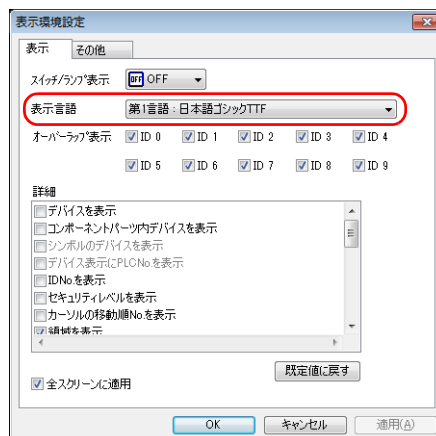 表示環境設定
表示 その他
スイッチ/ランプ表示 OFF OFF
表示言語 第1言語:日本語ゴシックTTF
オーバーラップ表示 ID 0 ID 1 ID 2 ID 3 ID 4
ID 5 ID 6 ID 7 ID 8 ID 9
詳細
デバイスを表示
コンポーネントパーツ内デバイスを表示
シンボルのデバイスを表示
デバイス表示にPLCNo.を表示
IDNo.を表示
セキュリティレベルを表示
カーソルの移動順No.を表示
領域を表示
既定値に戻す
全スクリーンに適用
OK キャンセル 適用(A)